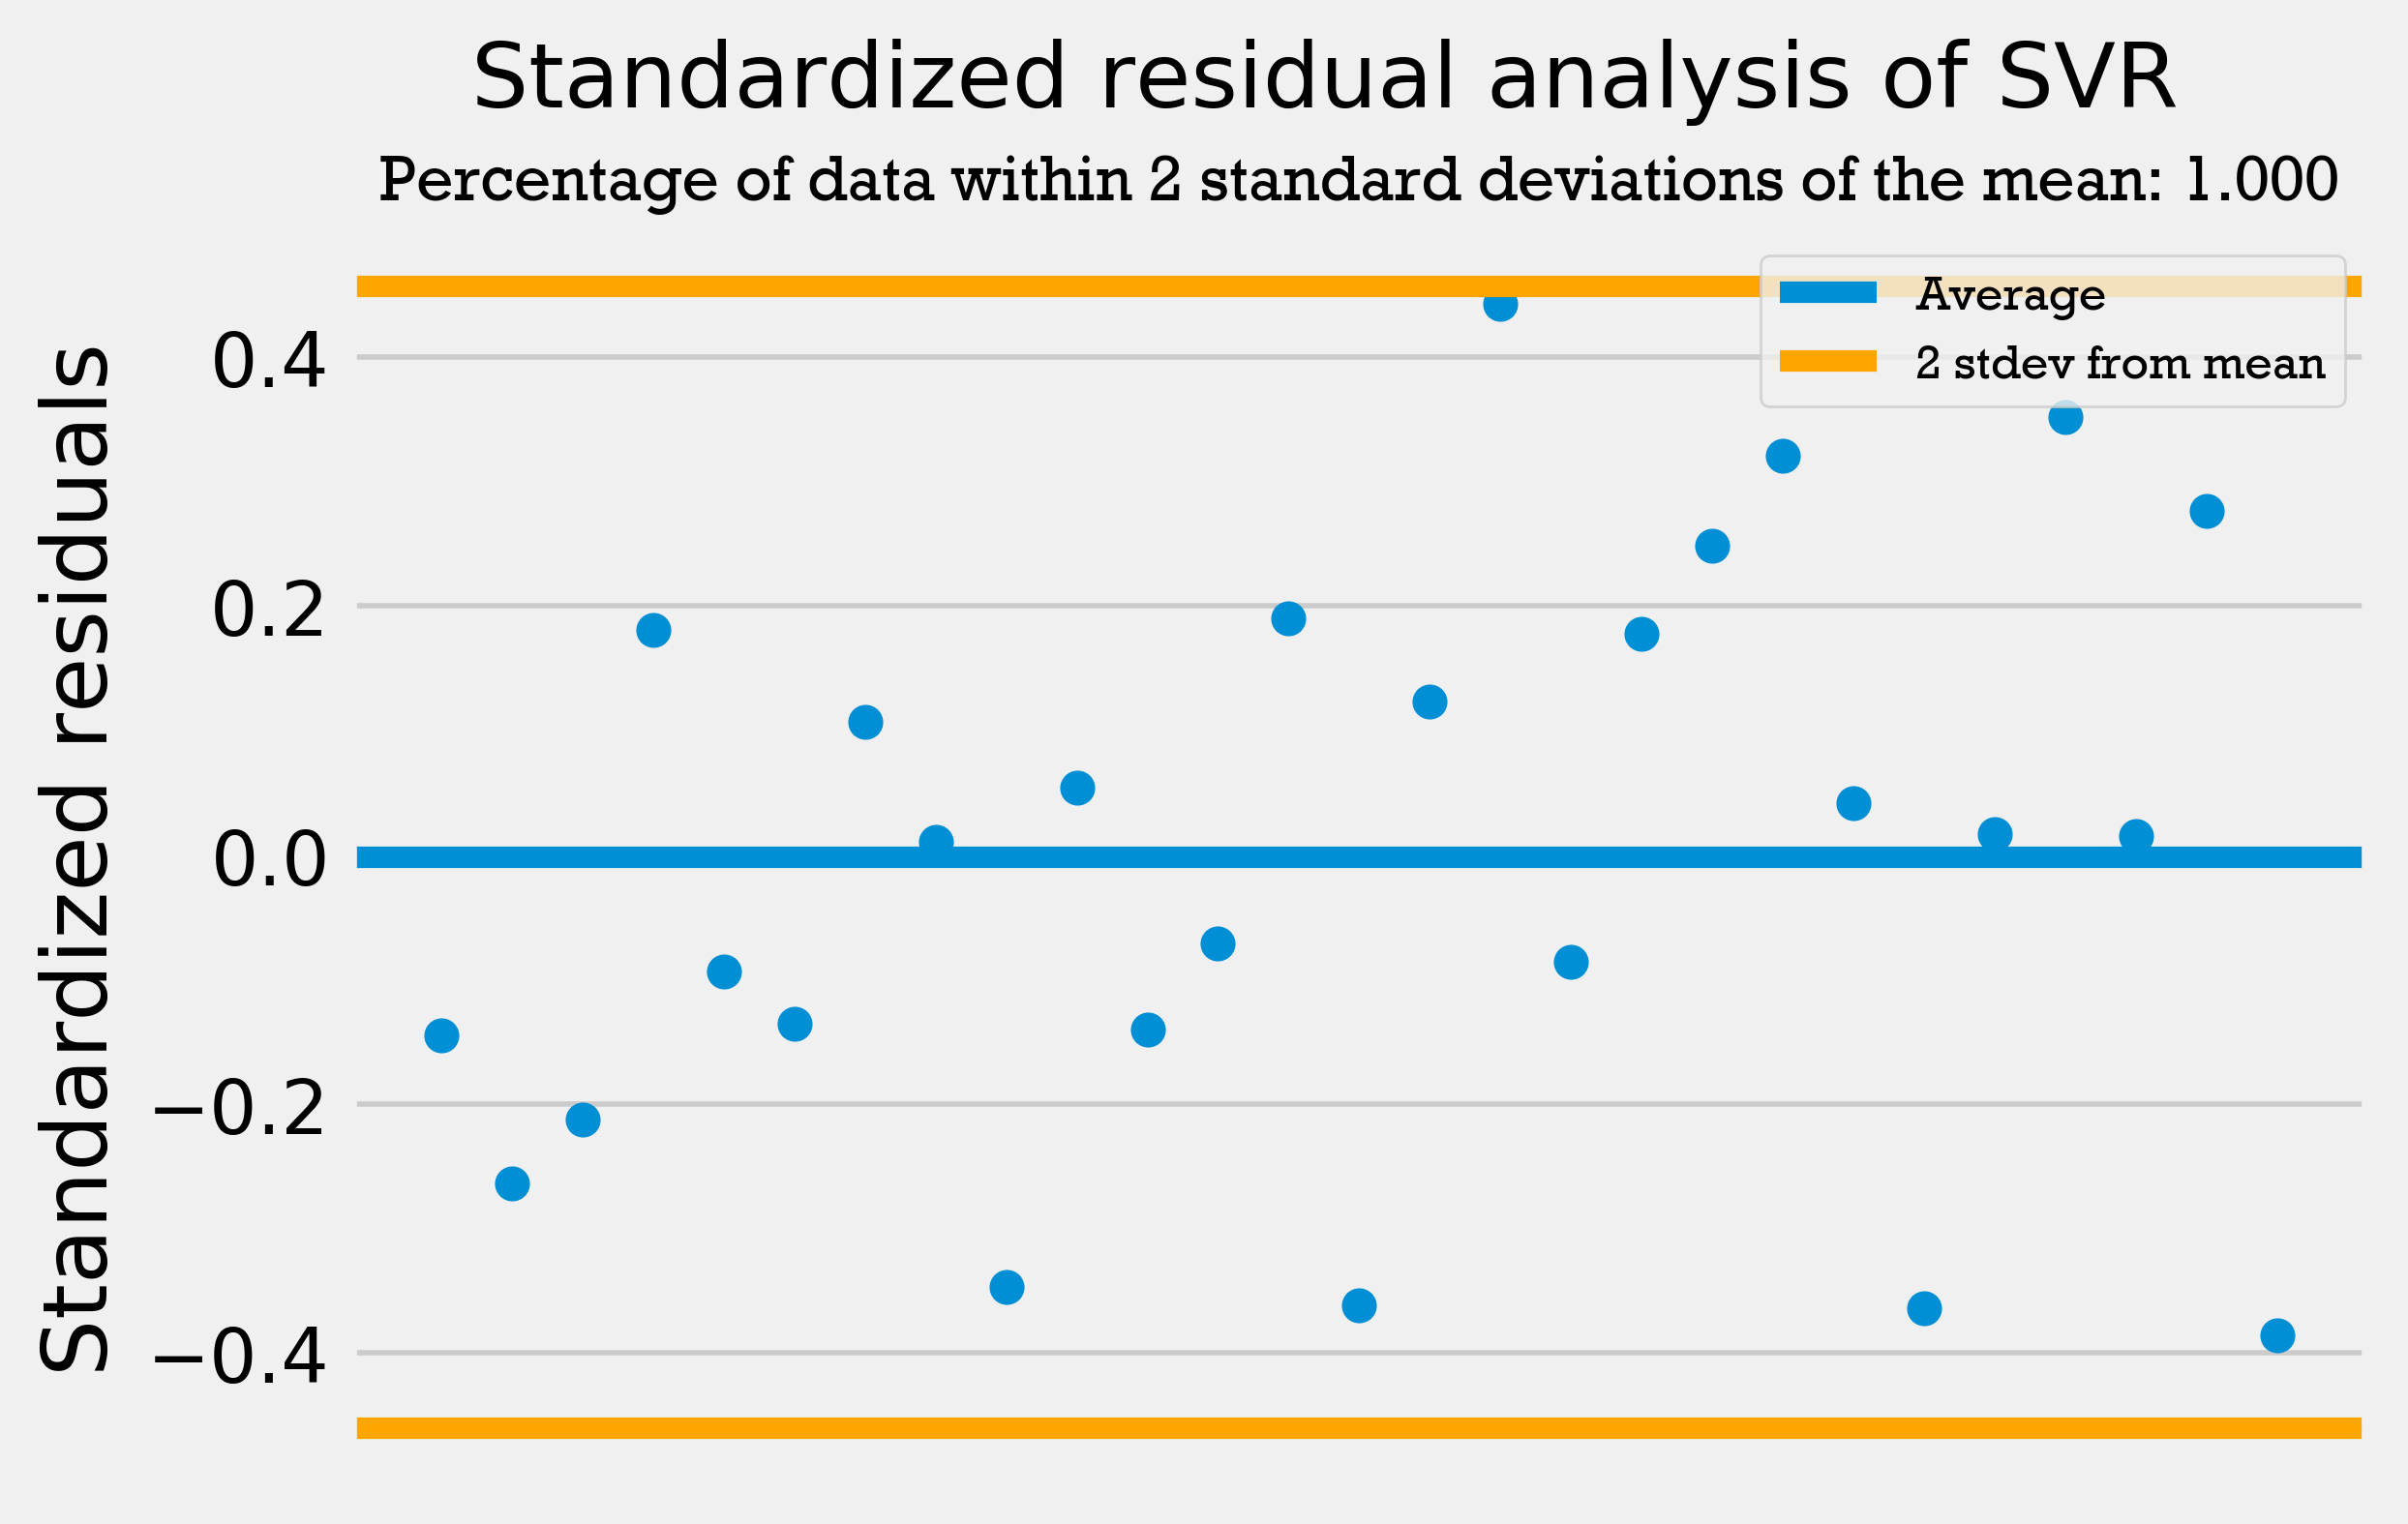 Standardized residual analysis of SVR
Percentage of data within 2 standard deviations of the mean: 1.000
Average
2 stdev from mean
Standardized residuals
0.4
0.2
0.0
−0.2
−0.4